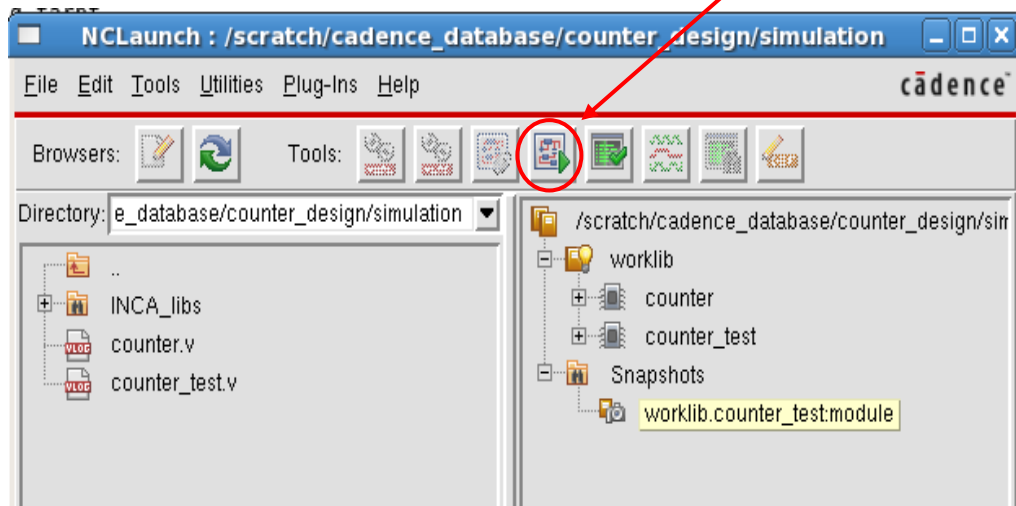 NCLaunch : /scratch/cadence_database/counter_design/simulation
File Edit Tools Utilities Plug-Ins Help
cādence
Browsers:
Tools:
Directory: e_database/counter_design/simulation
..
INCA_libs
counter.v
counter_test.v
/scratch/cadence_database/counter_design/sim
worklib
counter
counter_test
Snapshots
worklib.counter_test:module